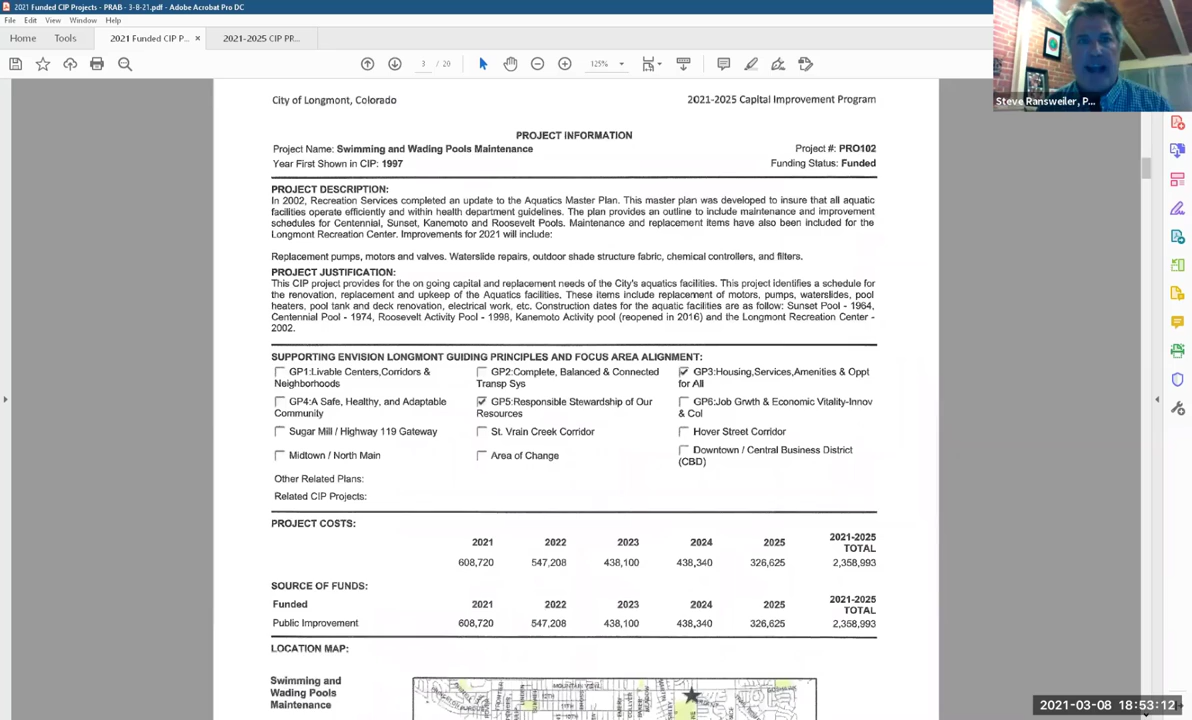 2021 Funded CIP Projects - PRAB - 3-8-21.pdf - Adobe Acrobat Pro DC
File Edit View Window Help
Home Tools 2021 Funded CIP P... × 2021-2025 CIP PR...
3 / 20 125%
Steve Ransweiler, P...
City of Longmont, Colorado 2021-2025 Capital Improvement Program
PROJECT INFORMATION
Project Name: Swimming and Wading Pools Maintenance Project #: PRO102
Year First Shown in CIP: 1997 Funding Status: Funded
PROJECT DESCRIPTION:
In 2002, Recreation Services completed an update to the Aquatics Master Plan. This master plan was developed to insure that all aquatic
facilities operate efficiently and within health department guidelines. The plan provides an outline to include maintenance and improvement
schedules for Centennial, Sunset, Kanemoto and Roosevelt Pools. Maintenance and replacement items have also been included for the
Longmont Recreation Center. Improvements for 2021 will include:
Replacement pumps, motors and valves. Waterslide repairs, outdoor shade structure fabric, chemical controllers, and filters.
PROJECT JUSTIFICATION:
This CIP project provides for the on going capital and replacement needs of the City's aquatics facilities. This project identifies a schedule for
the renovation, replacement and upkeep of the Aquatics facilities. These items include replacement of motors, pumps, waterslides, pool
heaters, pool tank and deck renovation, electrical work, etc. Construction dates for the aquatic facilities are as follow: Sunset Pool - 1964,
Centennial Pool - 1974, Roosevelt Activity Pool - 1998, Kanemoto Activity pool (reopened in 2016) and the Longmont Recreation Center -
2002.
SUPPORTING ENVISION LONGMONT GUIDING PRINCIPLES AND FOCUS AREA ALIGNMENT:
GP1:Livable Centers,Corridors & GP2:Complete, Balanced & Connected GP3:Housing,Services,Amenities & Oppt
Neighborhoods Transp Sys for All
GP4:A Safe, Healthy, and Adaptable GP5:Responsible Stewardship of Our GP6:Job Grwth & Economic Vitality-Innov
Community Resources & Col
Sugar Mill / Highway 119 Gateway St. Vrain Creek Corridor Hover Street Corridor
Midtown / North Main Area of Change Downtown / Central Business District
(CBD)
Other Related Plans:
Related CIP Projects:
PROJECT COSTS:
2021 2022 2023 2024 2025 2021-2025
TOTAL
608,720 547,208 438,100 438,340 326,625 2,358,993
SOURCE OF FUNDS:
Funded 2021 2022 2023 2024 2025 2021-2025
TOTAL
Public Improvement 608,720 547,208 438,100 438,340 326,625 2,358,993
LOCATION MAP:
Swimming and
Wading Pools
Maintenance
2021-03-08 18:53:12